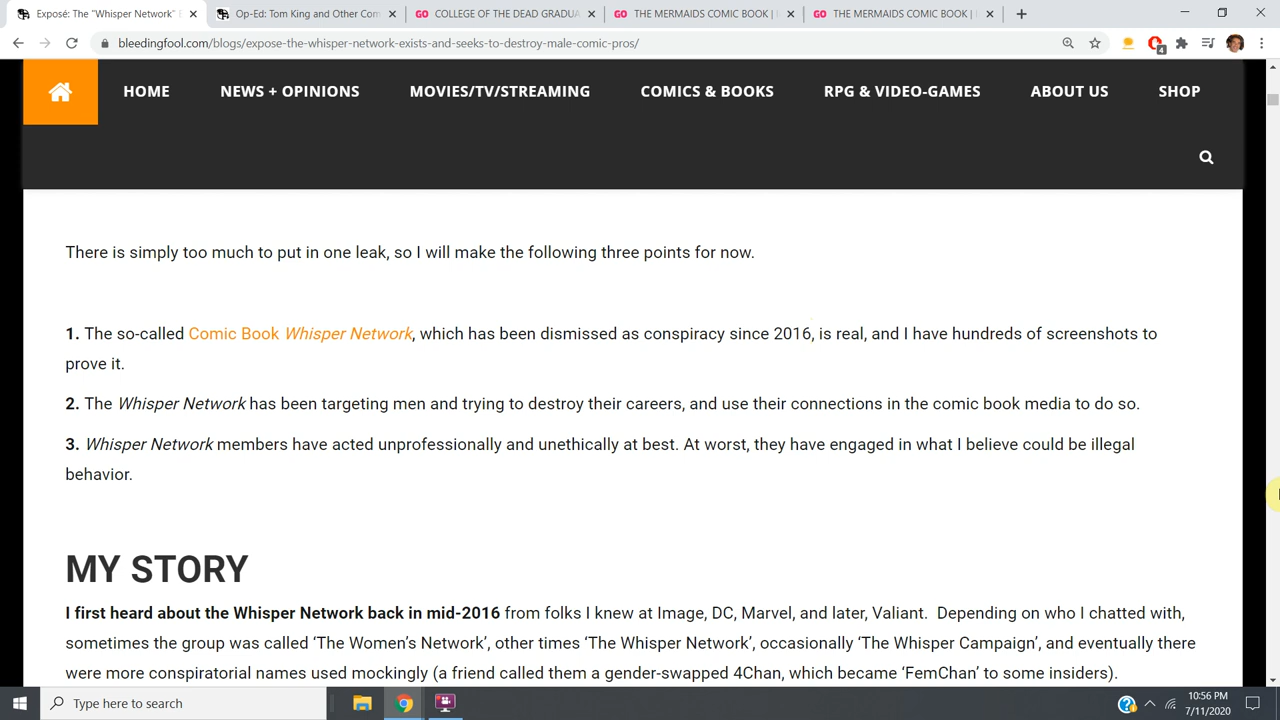 Exposé: The "Whisper Network"
Op-Ed: Tom King and Other Com
GO COLLEGE OF THE DEAD GRADUA
GO THE MERMAIDS COMIC BOOK |
GO THE MERMAIDS COMIC BOOK |
bleedingfool.com/blogs/expose-the-whisper-network-exists-and-seeks-to-destroy-male-comic-pros/
4
HOME NEWS + OPINIONS MOVIES/TV/STREAMING COMICS & BOOKS RPG & VIDEO-GAMES ABOUT US SHOP
There is simply too much to put in one leak, so I will make the following three points for now.
1. The so-called Comic Book Whisper Network, which has been dismissed as conspiracy since 2016, is real, and I have hundreds of screenshots to
prove it.
2. The Whisper Network has been targeting men and trying to destroy their careers, and use their connections in the comic book media to do so.
3. Whisper Network members have acted unprofessionally and unethically at best. At worst, they have engaged in what I believe could be illegal
behavior.
MY STORY
I first heard about the Whisper Network back in mid-2016 from folks I knew at Image, DC, Marvel, and later, Valiant. Depending on who I chatted with,
sometimes the group was called ‘The Women’s Network’, other times ‘The Whisper Network’, occasionally ‘The Whisper Campaign’, and eventually there
were more conspiratorial names used mockingly (a friend called them a gender-swapped 4Chan, which became ‘FemChan’ to some insiders).
Type here to search
10:56 PM
7/11/2020